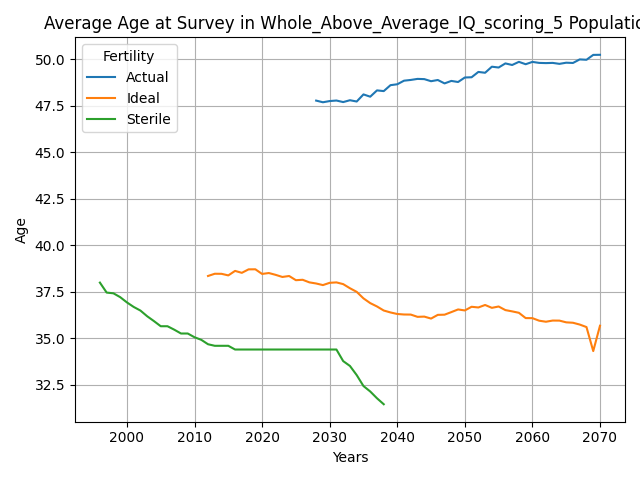 Average Age at Survey in Whole_Above_Average_IQ_scoring_5 Populatio
Fertility
Actual
Ideal
Sterile
50.0
47.5
45.0
42.5
40.0
37.5
35.0
32.5
Age
2000 2010 2020 2030 2040 2050 2060 2070
Years